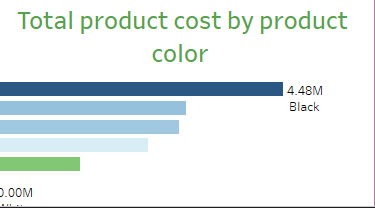 Total product cost by product
color
4.48M
Black
0.00M